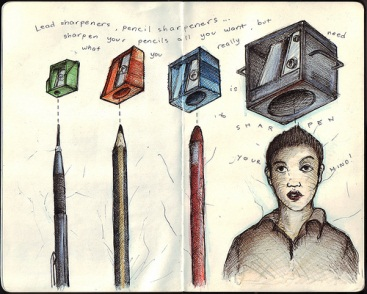 Lead sharpeners, pencil sharpeners...
sharpen your pencils all you want, but
what you really need
is to
SHARPEN
YOUR MIND!